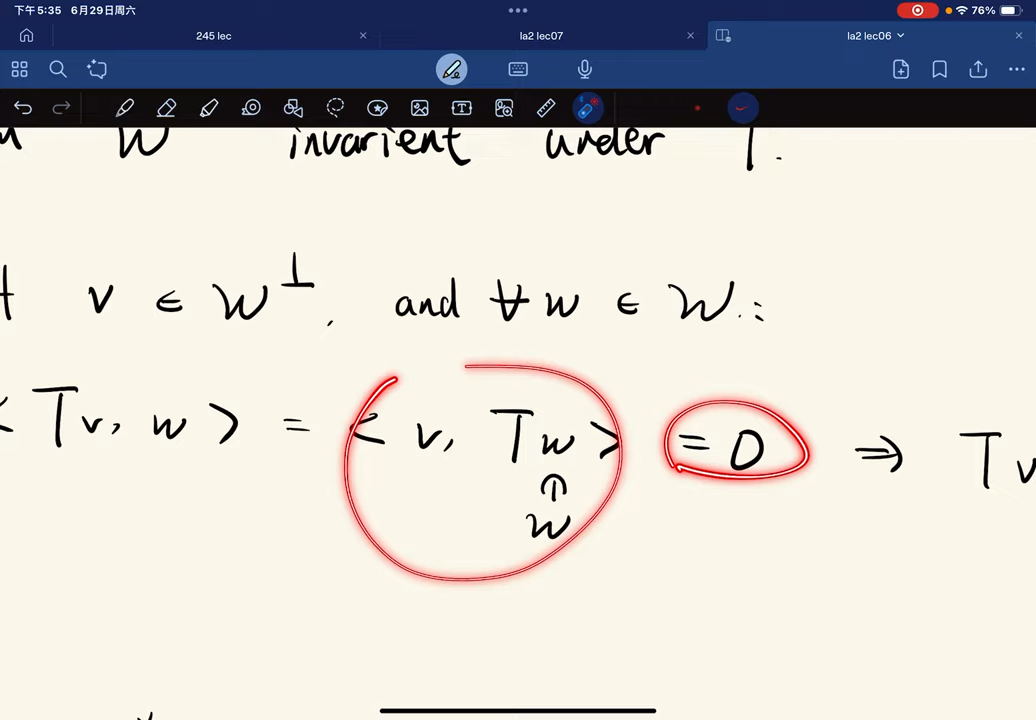 下午5:35 6月29日周六
76%
245 lec
la2 lec07
la2 lec06
W invarient under T.
v ∈ W⊥, and ∀ w ∈ W :
< Tv, w > = < v, Tw > = 0 ⇒ Tv
∩
W